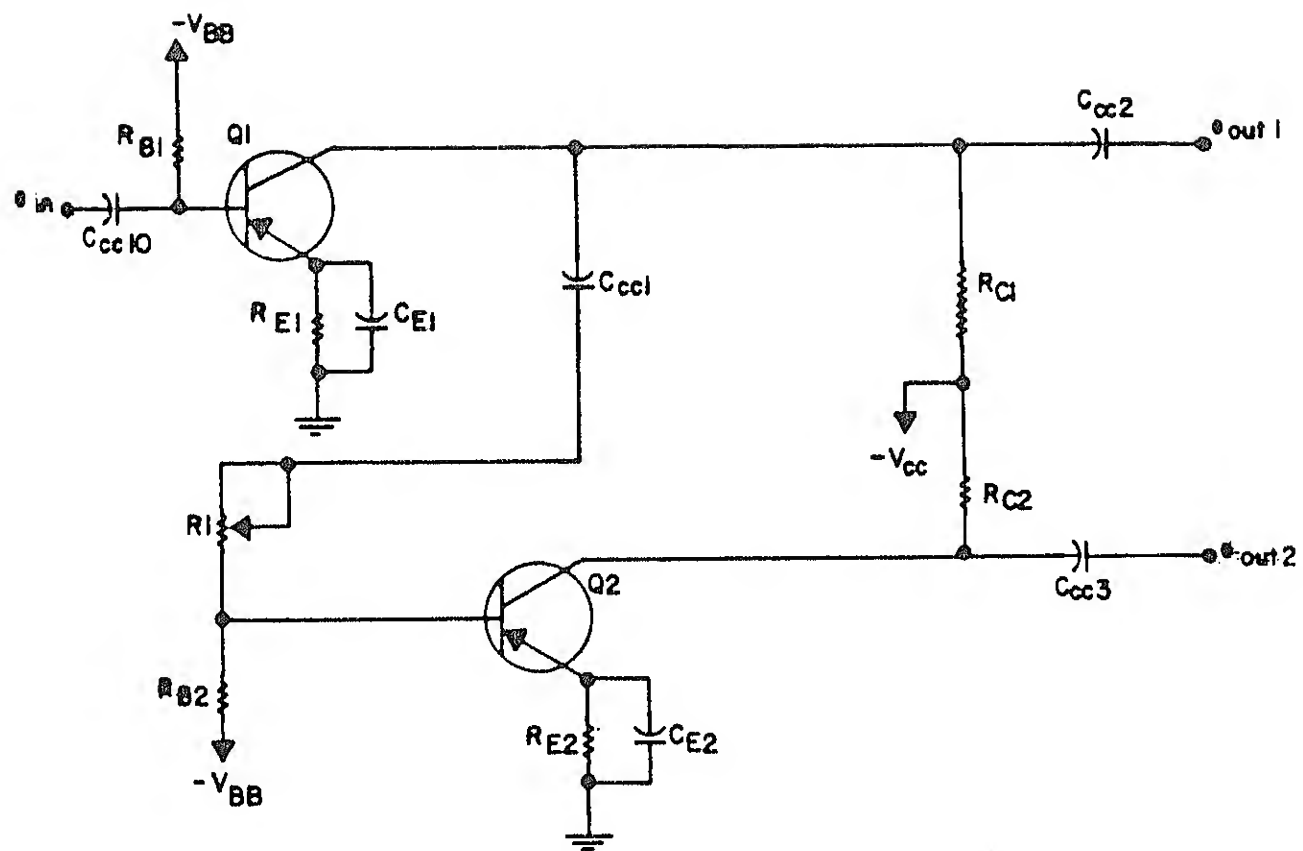 -VBB
RB1
Q1
Ccc2
e out 1
e in
Ccc10
RE1
CE1
Ccc1
RC1
-Vcc
RC2
R1
Q2
Ccc3
e out 2
RB2
RE2
CE2
-VBB